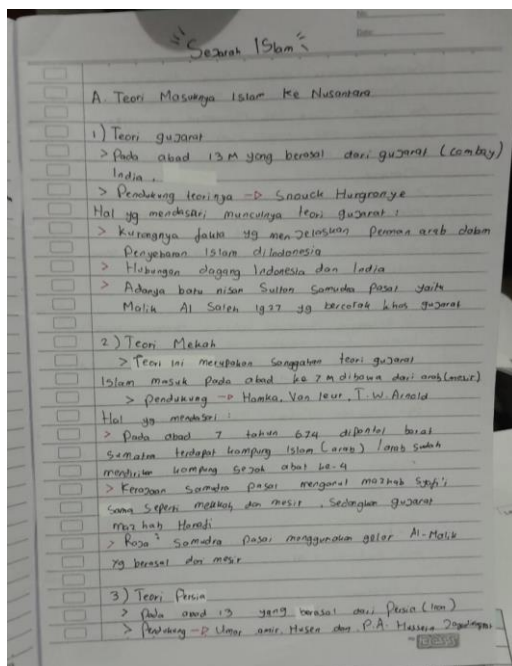 No:
Date:
Sejarah Islam
A. Teori Masuknya Islam Ke Nusantara
1) Teori gujarat
> Pada abad 13 M yang berasal dari gujarat (cambay)
India.
> Pendukung teorinya -> Snouck Hurgronye
Hal yg mendasari munculnya teori gujarat :
> Kurangnya fakta yg menjelaskan peranan arab dalam
Penyebaran Islam di Indonesia
> Hubungan dagang Indonesia dan India
> Adanya batu nisan Sultan Samudra Pasai yaitu
Malik Al Saleh 1297 yg bercorak khas gujarat
2) Teori Mekah
> Teori ini merupakan sanggahan teori gujarat
Islam masuk pada abad ke 7 m dibawa dari arab (mesir)
> Pendukung -> Hamka, Van leur, T.W. Arnold
Hal yg mendasari :
> Pada abad 7 tahun 674 dipantai barat
Sumatra terdapat kampung Islam (arab) / arab sudah
mendirikan kampung sejak abat ke-4
> Kerajaan Samudra pasai menganut mazhab Syafi'i
Sama seperti mekkah dan mesir, Sedangkan gujarat
mazhab Hanafi
> Raja² Samudra pasai menggunakan gelar Al-Malik
Yg berasal dari mesir
3) Teori Persia
> Pada abad 13 yang berasal dari Persia (Iran)
> Pendukung -> Umar amir Husen dan P.A. Hussein